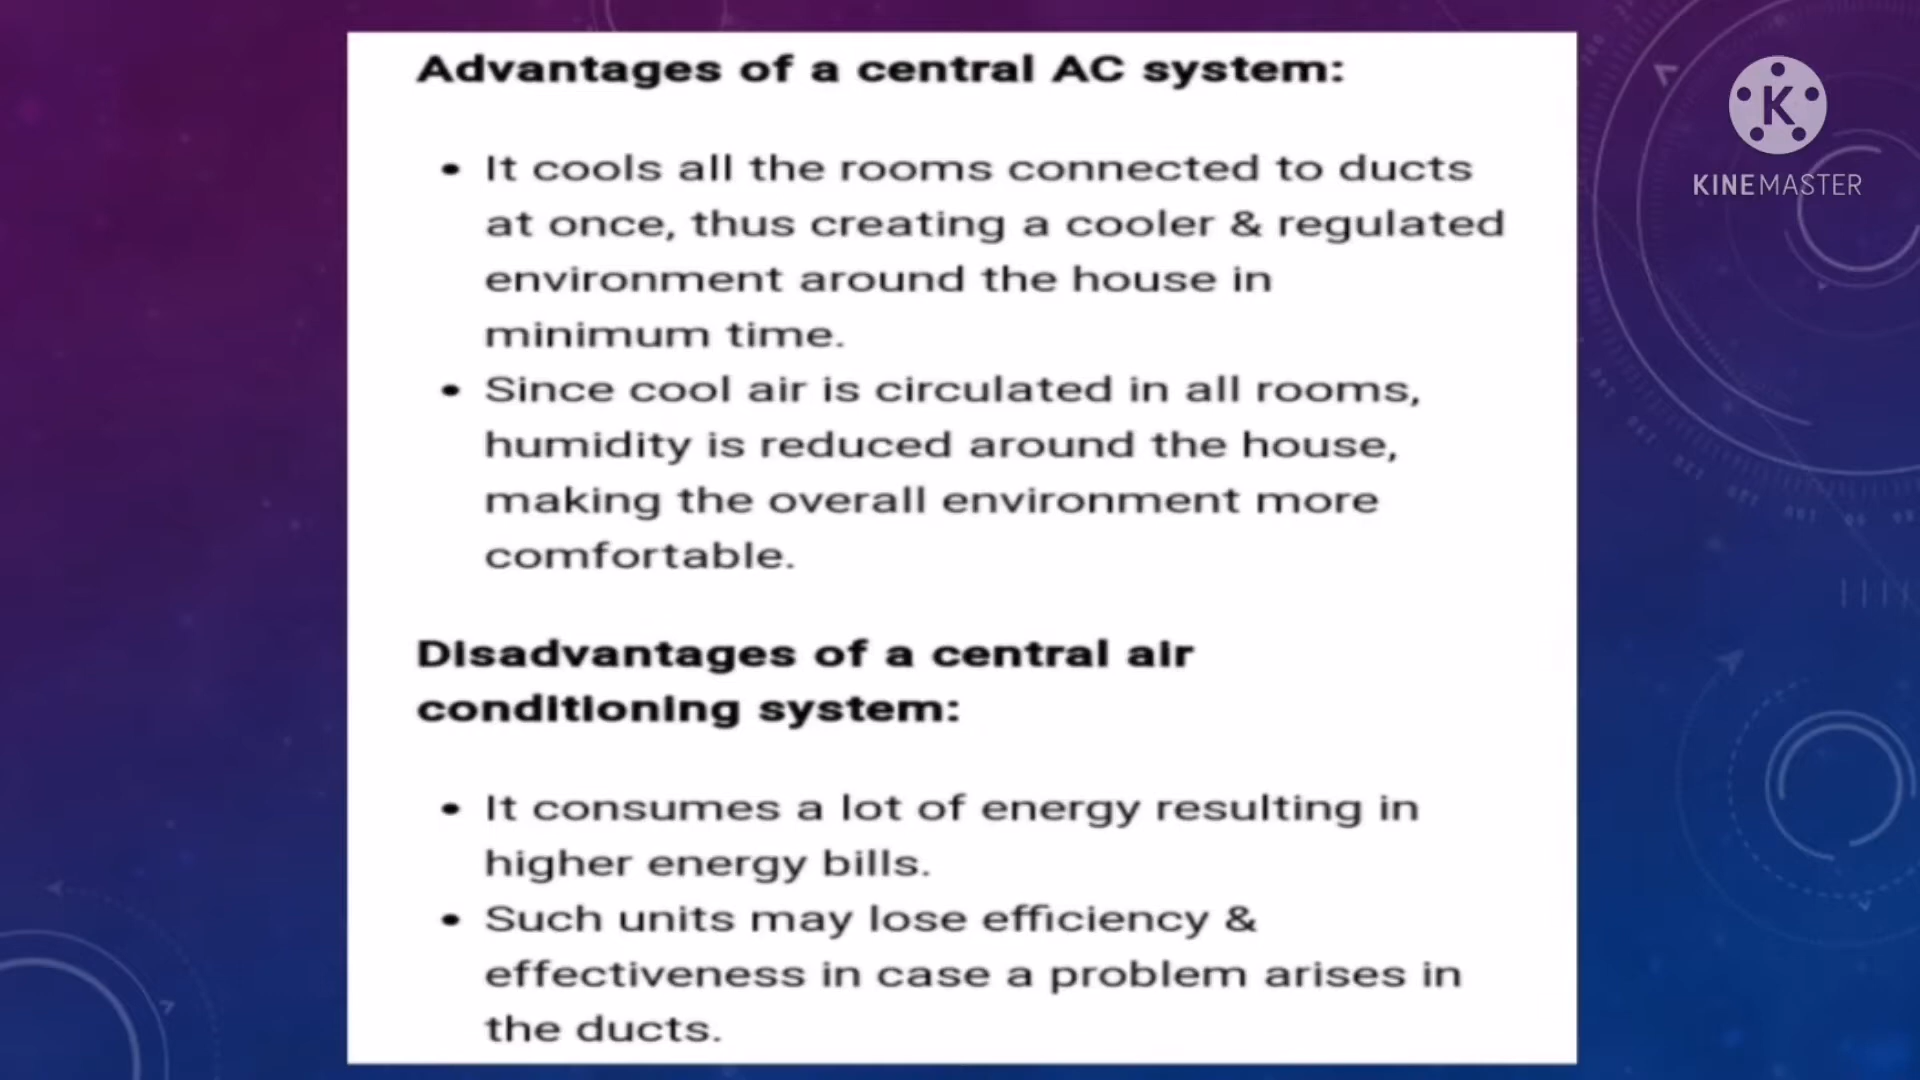 Advantages of a central AC system:
• It cools all the rooms connected to ducts
at once, thus creating a cooler & regulated
environment around the house in
minimum time.
• Since cool air is circulated in all rooms,
humidity is reduced around the house,
making the overall environment more
comfortable.
Disadvantages of a central air
conditioning system:
• It consumes a lot of energy resulting in
higher energy bills.
• Such units may lose efficiency &
effectiveness in case a problem arises in
the ducts.
K
KINEMASTER